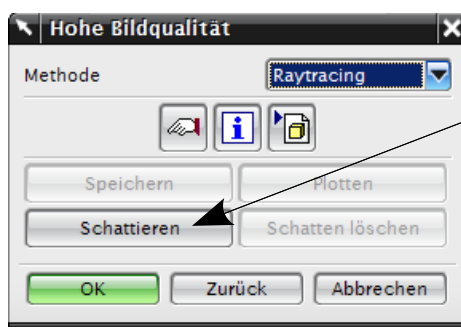 Hohe Bildqualität
Methode Raytracing
Speichern Plotten
Schattieren Schatten löschen
OK Zurück Abbrechen